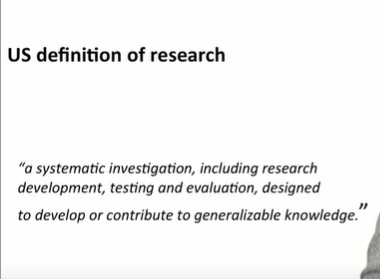 US definition of research
“a systematic investigation, including research
development, testing and evaluation, designed
to develop or contribute to generalizable knowledge.”